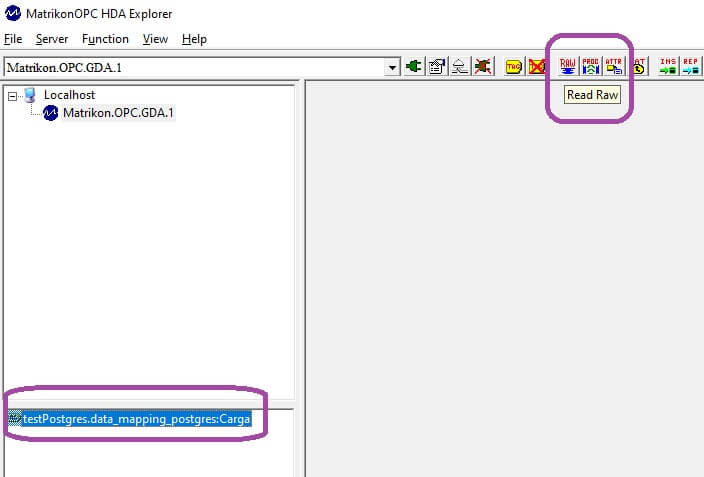 MatrikonOPC HDA Explorer
File Server Function View Help
Matrikon.OPC.GDA.1
TAG RAW PROC ATTR AT INS REP
Read Raw
Localhost
Matrikon.OPC.GDA.1
testPostgres.data_mapping_postgres:Carga